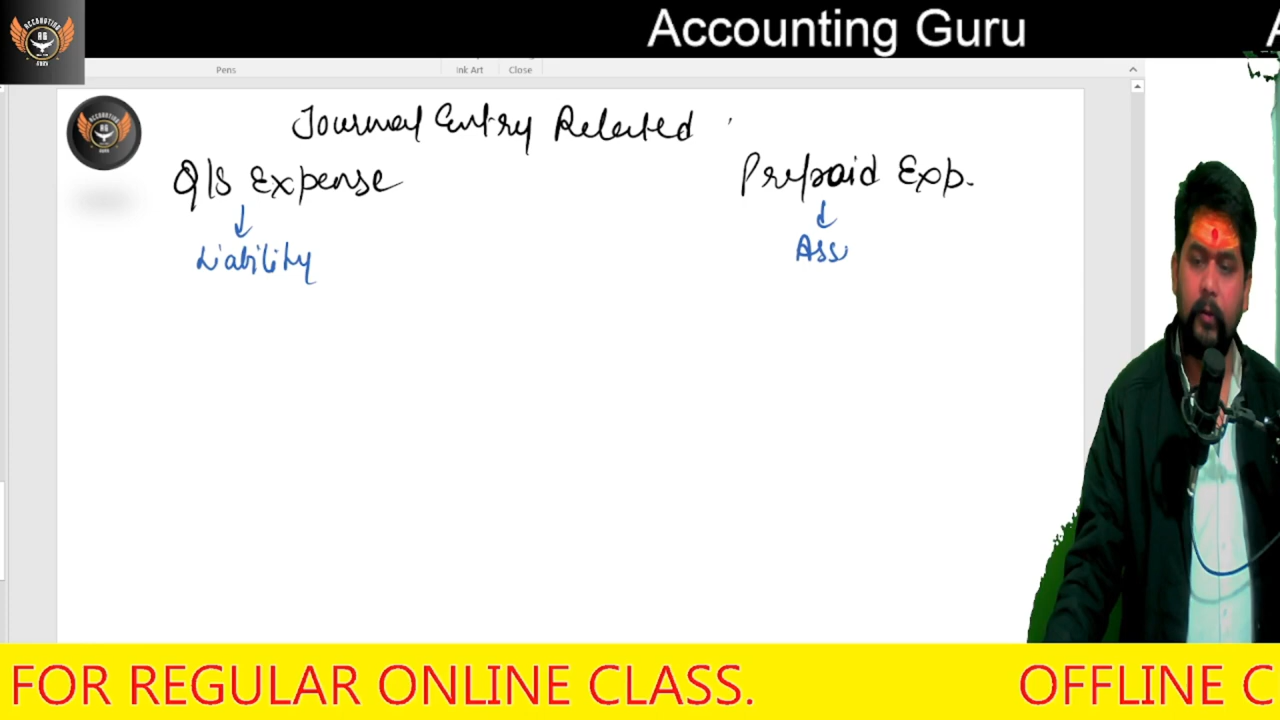 Accounting Guru A
Pens Ink Art Close
Journal Entry Related
O/S Expense Prepaid Exp.
Liability Ass
FOR REGULAR ONLINE CLASS. OFFLINE C